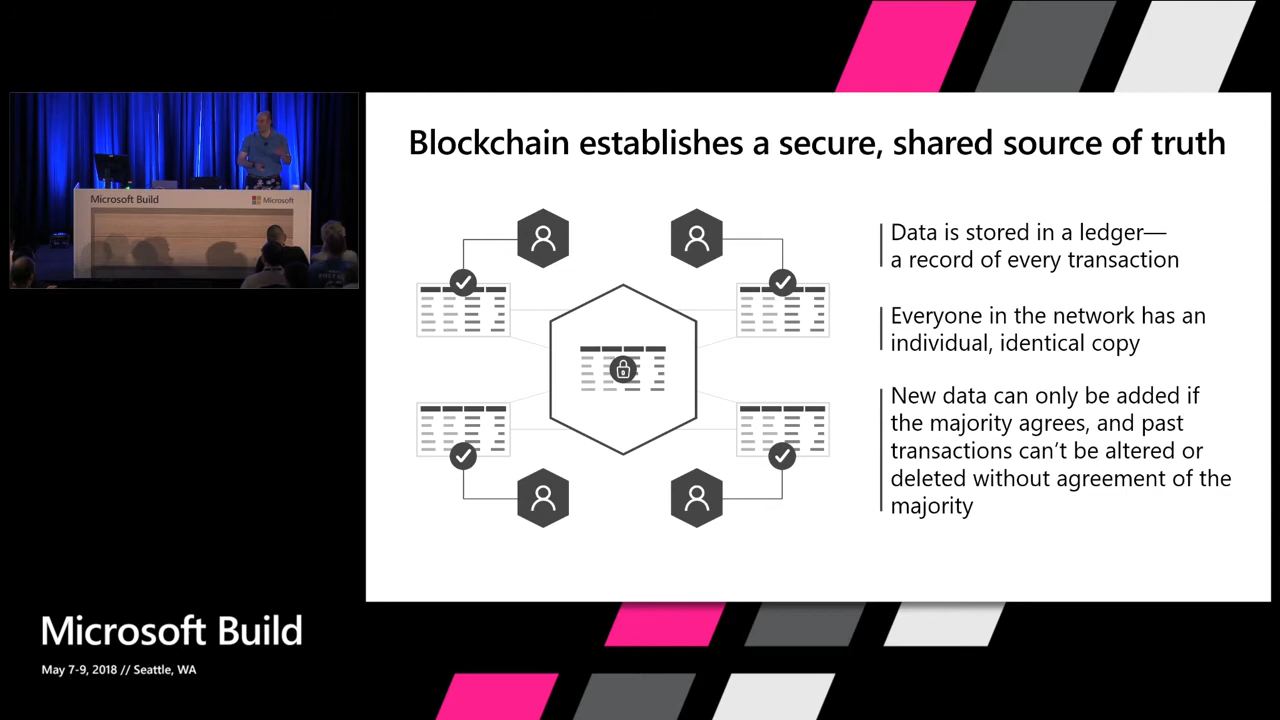 Blockchain establishes a secure, shared source of truth
Microsoft Build
Microsoft
Data is stored in a ledger—
a record of every transaction
Everyone in the network has an
individual, identical copy
New data can only be added if
the majority agrees, and past
transactions can't be altered or
deleted without agreement of the
majority
Microsoft Build
May 7-9, 2018 // Seattle, WA